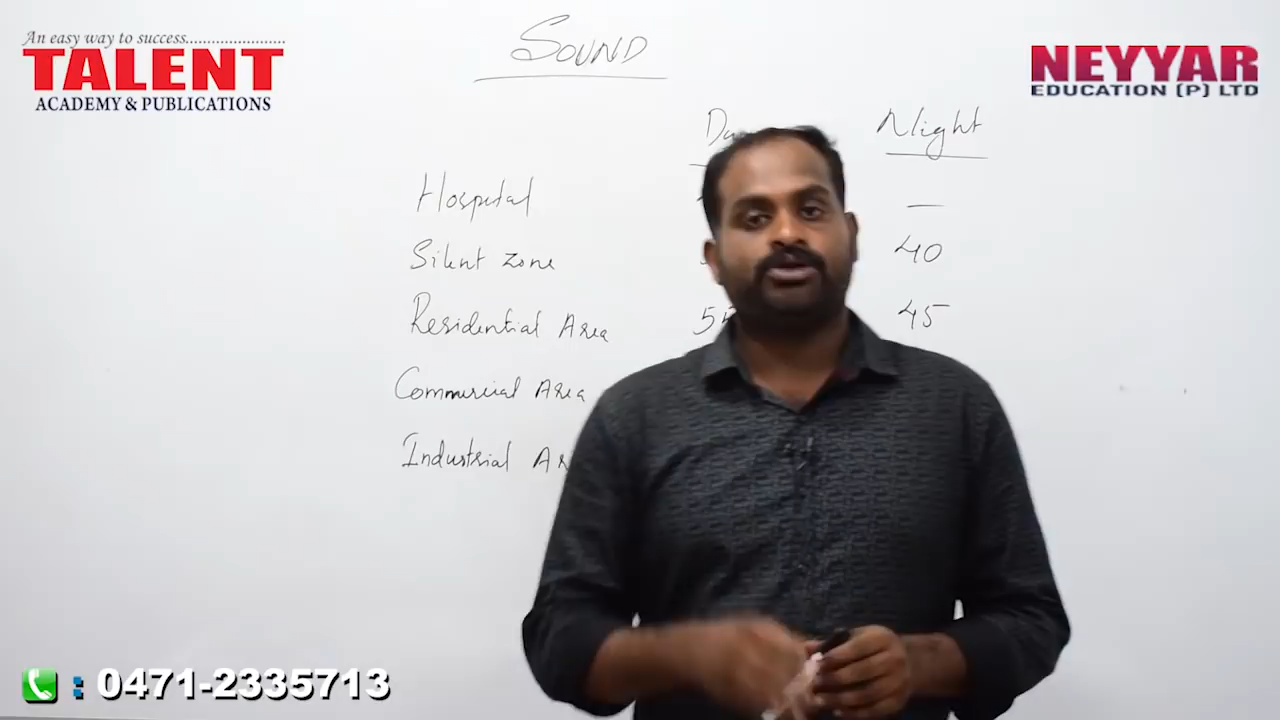 An easy way to success......................
TALENT
ACADEMY & PUBLICATIONS
NEYYAR
EDUCATION (P) LTD
SOUND
Night
Hospital —
Silent Zone 40
Residential Area 45
Commercial Area
Industrial
: 0471-2335713